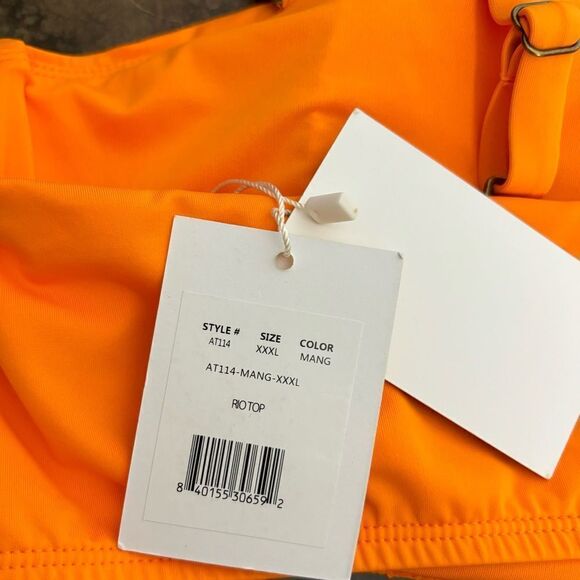 STYLE # SIZE COLOR
AT114 XXXL MANG
AT114-MANG-XXXL
RIO TOP
8 40155 30659 2